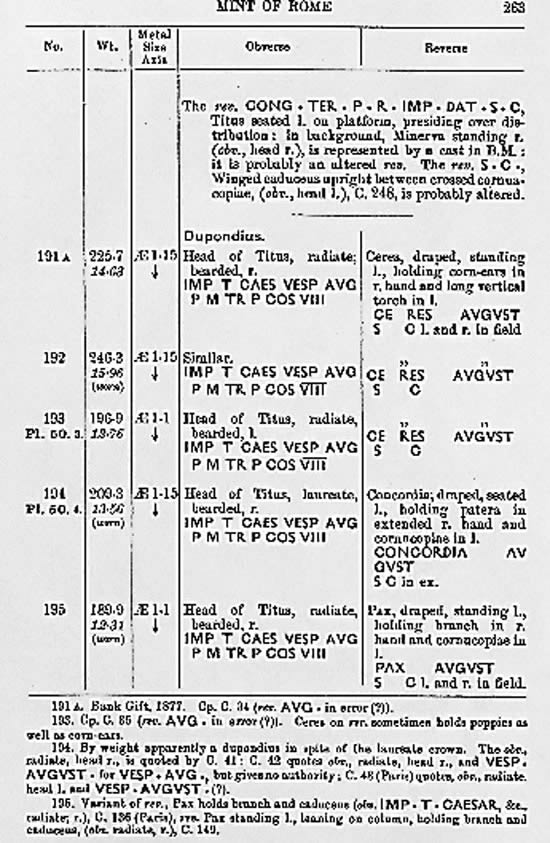 MINT OF ROME 263
No. Wt. Metal Size Axis Obverse Reverse
The rev. CONG • TER • P • R • IMP • DAT • S • C,
Titus seated l. on platform, presiding over dis-
tribution: in background, Minerva standing r.
(obv., head r.), is represented by a cast in B.M.:
it is probably an altered rev. The rev. S • C •,
Winged caduceus upright between crossed cornua-
copiae, (obv., head l.), C. 248, is probably altered.
Dupondius.
191A 225·7 Æ 1·15 Head of Titus, radiate; Ceres, draped, standing
↓ bearded, r. l., holding corn-ears in
IMP T CAES VESP AVG r. hand and long vertical
P M TR P COS VIII torch in l.
CE RES AVGVST
S C l. and r. in field
192 246·3 Æ 1·15 Similar. „ „
15·96 ↓ IMP T CAES VESP AVG CE RES AVGVST
(worn) P M TR P COS VIII S C
193 196·9 Æ 1·1 Head of Titus, radiate, „ „
Pl. 50. 3. ↓ bearded, l. CE RES AVGVST
IMP T CAES VESP AVG S C
P M TR P COS VIII
194 209·3 Æ 1·15 Head of Titus, laureate, Concordia, draped, seated
Pl. 50. 4. 13·56 ↓ bearded, r. l., holding patera in
(worn) IMP T CAES VESP AVG extended r. hand and
P M TR P COS VIII cornucopiae in l.
CONCORDIA AV
GVST
S C in ex.
195 189·9 Æ 1·1 Head of Titus, radiate, Pax, draped, standing l.,
12·31 ↓ bearded, r. holding branch in r.
(worn) IMP T CAES VESP AVG hand and cornucopiae in
P M TR P COS VIII l.
PAX AVGVST
S C l. and r. in field.
191A. Bank Gift, 1877. Cp. C. 34 (rev. AVG • in error (?)).
193. Cp. C. 35 (rev. AVG • in error (?)). Ceres on rev. sometimes holds poppies as
well as corn-ears.
194. By weight apparently a dupondius in spite of the laureate crown. The obv.,
radiate, head r., is quoted by C. 41: C. 42 quotes obv., radiate, head r., and VESP •
AVGVST • for VESP • AVG •, but gives no authority; C. 48 (Paris) quotes, obv., radiate,
head l. and VESP • AVGVST • (?).
195. Variant of rev., Pax holds branch and caduceus (obv. IMP • T • CAESAR, &c.,
radiate, r.), C. 136 (Paris), rev. Pax standing l., leaning on column, holding branch and
caduceus, (obv. radiate, r.), C. 149.